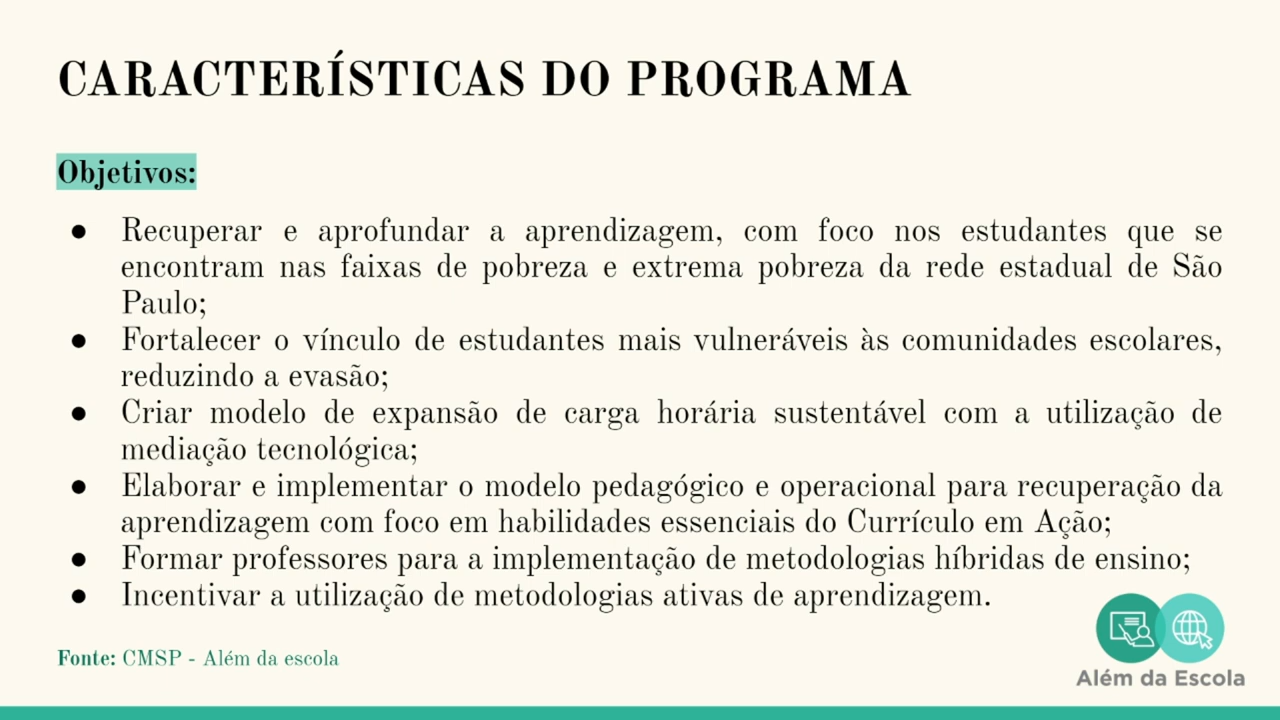 CARACTERÍSTICAS DO PROGRAMA
Objetivos:
● Recuperar e aprofundar a aprendizagem, com foco nos estudantes que se
encontram nas faixas de pobreza e extrema pobreza da rede estadual de São
Paulo;
● Fortalecer o vínculo de estudantes mais vulneráveis às comunidades escolares,
reduzindo a evasão;
● Criar modelo de expansão de carga horária sustentável com a utilização de
mediação tecnológica;
● Elaborar e implementar o modelo pedagógico e operacional para recuperação da
aprendizagem com foco em habilidades essenciais do Currículo em Ação;
● Formar professores para a implementação de metodologias híbridas de ensino;
● Incentivar a utilização de metodologias ativas de aprendizagem.
Fonte: CMSP - Além da escola
Além da Escola